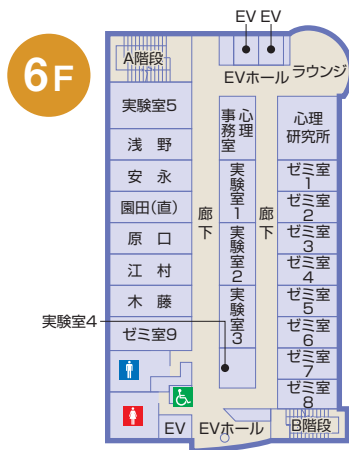 6F
EV EV
A階段
EVホール
ラウンジ
実験室5
心理
事務室
心理
研究所
浅野
安永
園田(直)
原口
江村
木藤
ゼミ室9
廊下
廊下
実験室1
実験室2
実験室3
実験室4
ゼミ室1
ゼミ室2
ゼミ室3
ゼミ室4
ゼミ室5
ゼミ室6
ゼミ室7
ゼミ室8
EV
EVホール
B階段